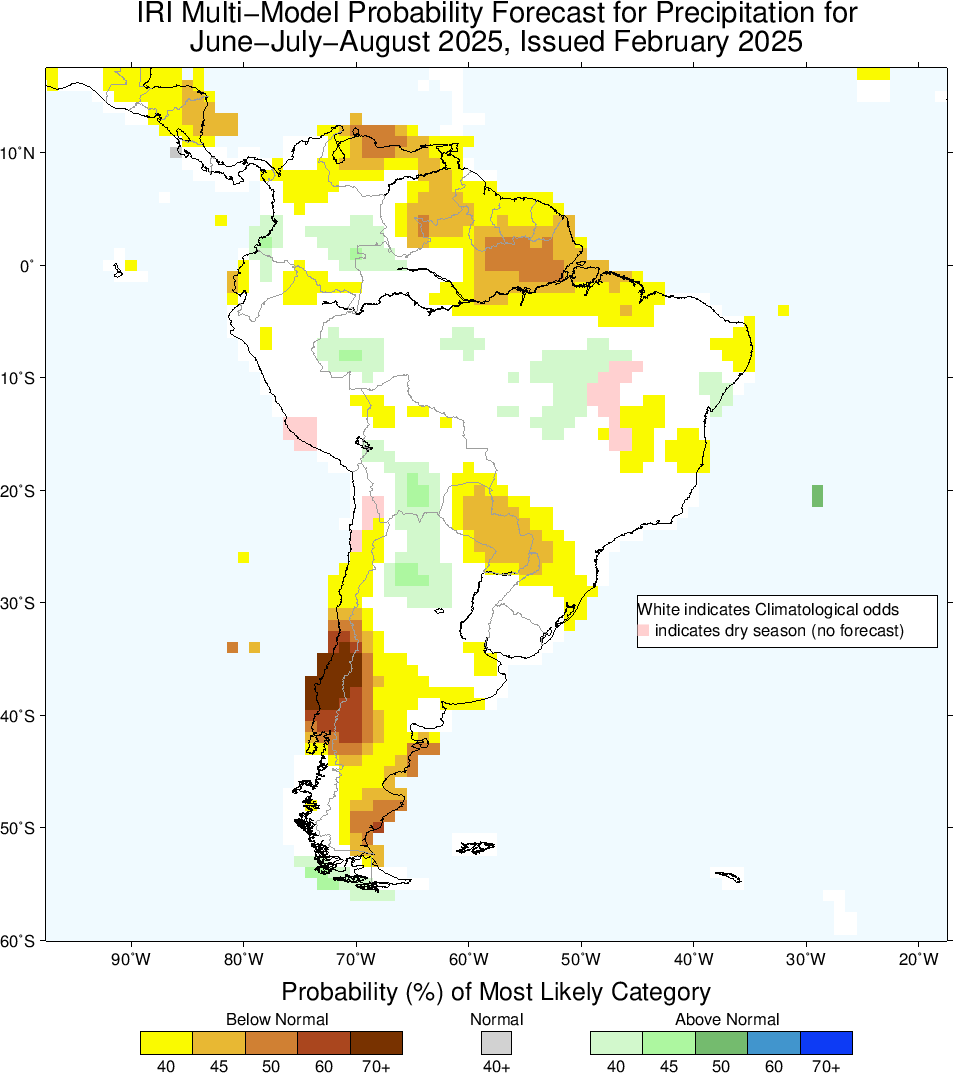 IRI Multi−Model Probability Forecast for Precipitation for
June−July−August 2025, Issued February 2025
10˚N
0˚
10˚S
20˚S
30˚S
40˚S
50˚S
60˚S
White indicates Climatological odds
indicates dry season (no forecast)
90˚W 80˚W 70˚W 60˚W 50˚W 40˚W 30˚W 20˚W
Probability (%) of Most Likely Category
Below Normal Normal Above Normal
40 45 50 60 70+ 40+ 40 45 50 60 70+